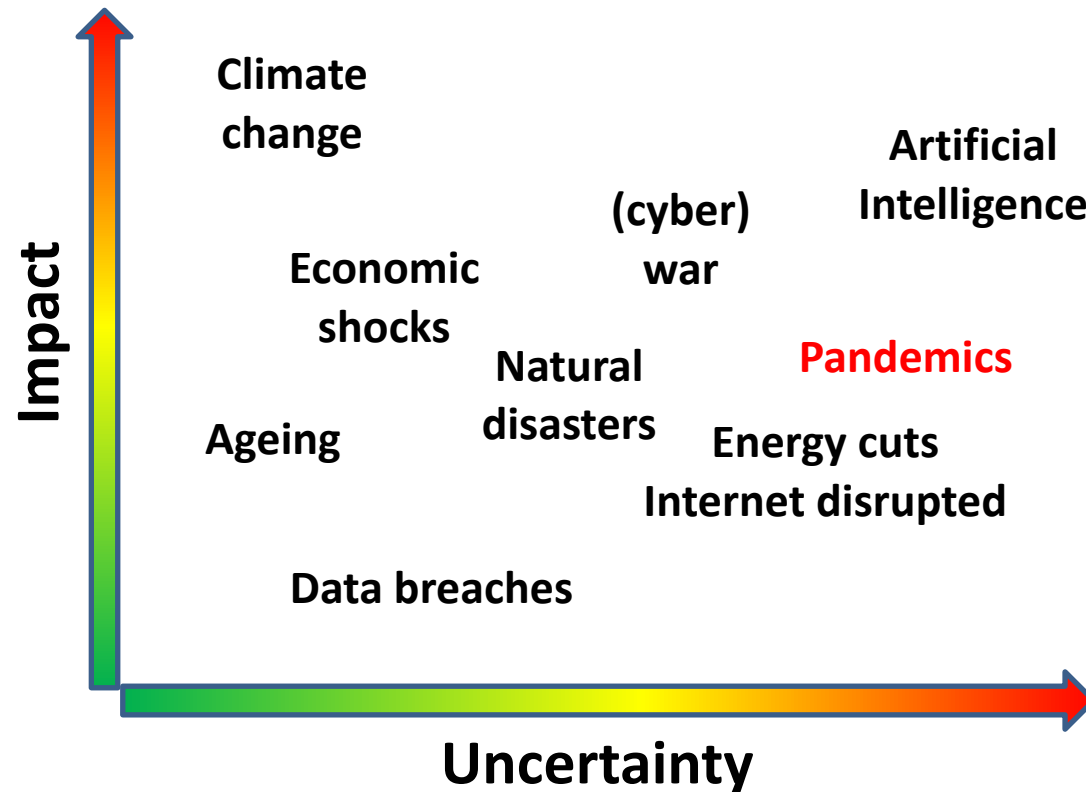 Climate
change
Artificial
Intelligence
(cyber)
war
Economic
shocks
Impact
Pandemics
Natural
disasters
Ageing
Energy cuts
Internet disrupted
Data breaches
Uncertainty